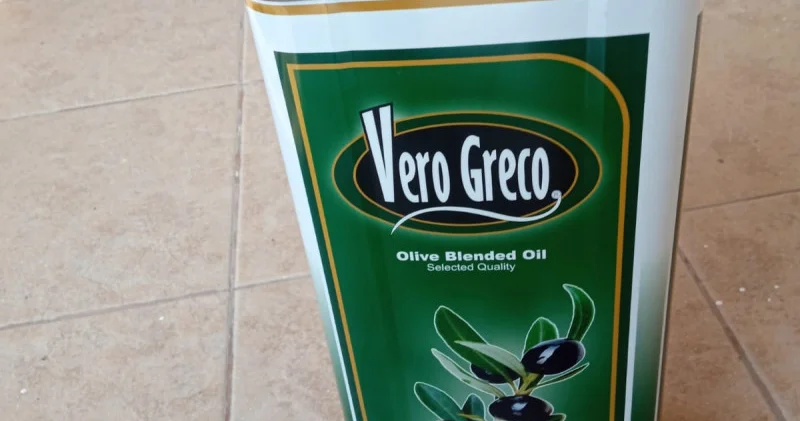 Vero Greco
Olive Blended Oil
Selected Quality